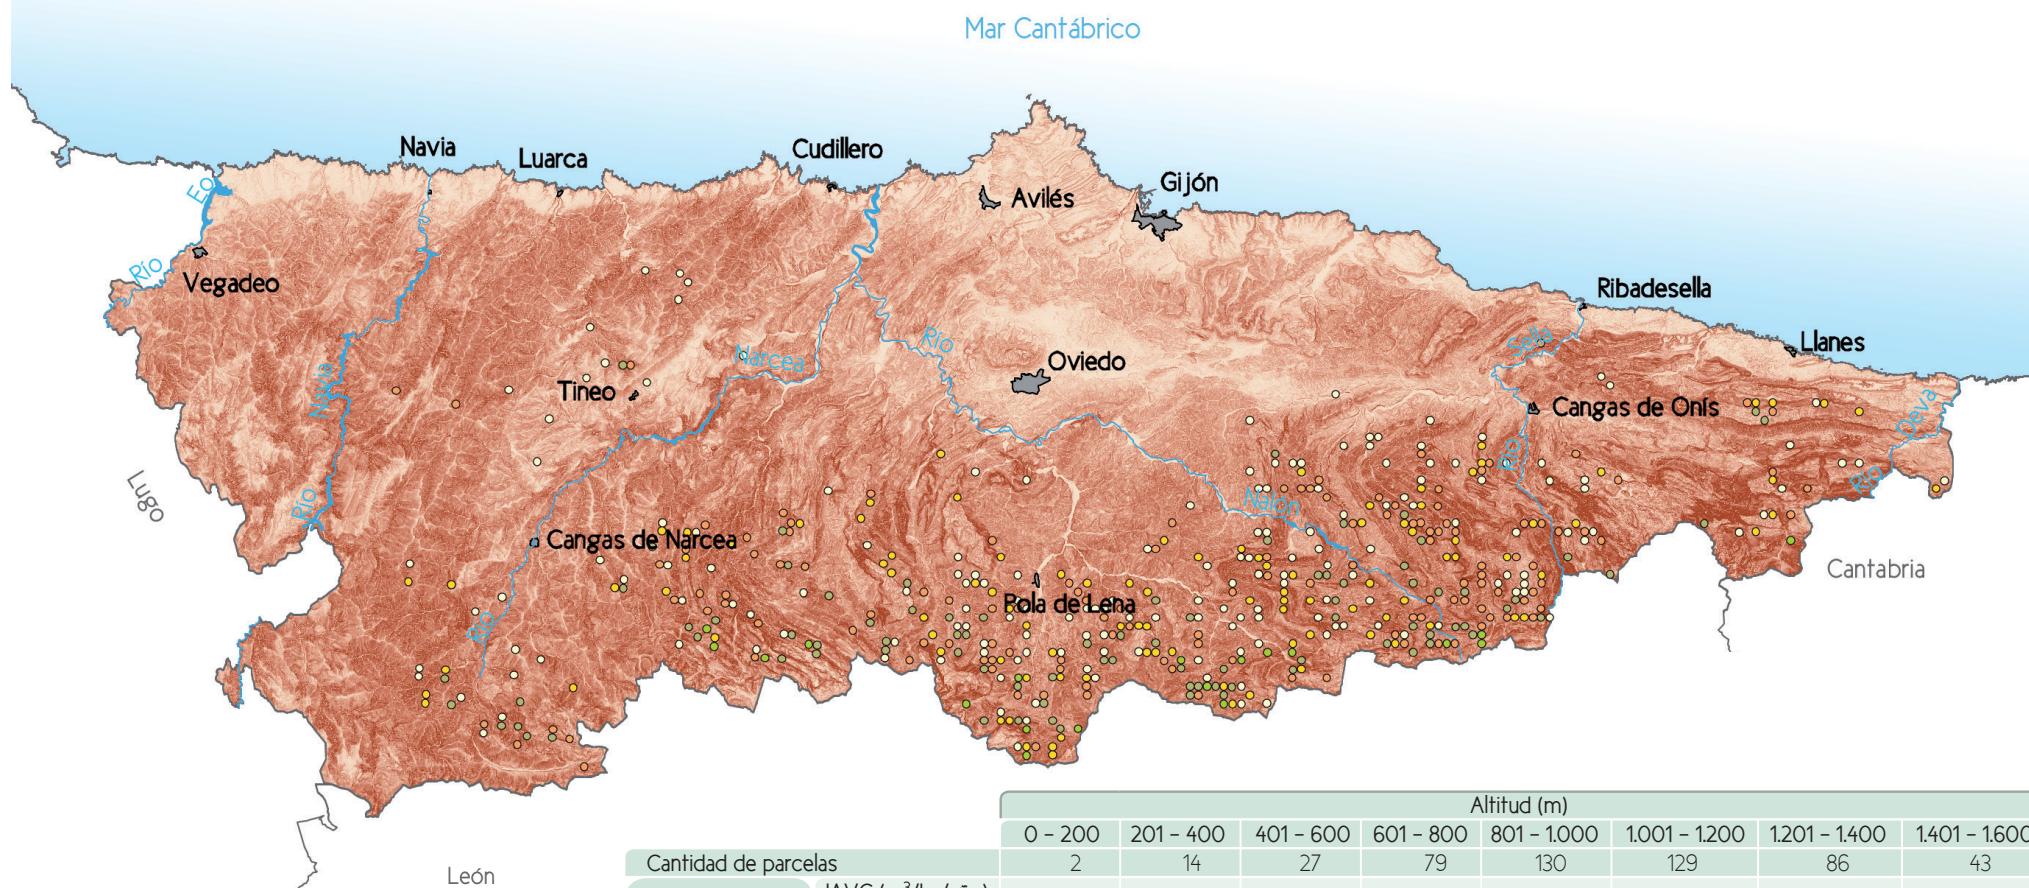 Mar Cantábrico
Navia
Luarca
Cudillero
Avilés
Gijón
Eo
Río
Vegadeo
Ribadesella
Llanes
Sella
Río
Narcea
Oviedo
Navia
Tineo
Cangas de Onís
Deva
Río
Río
Lugo
Río
Nalón
Cangas de Narcea
Cantabria
Pola de Lena
Río
León
Altitud (m)
0 - 200 201 - 400 401 - 600 601 - 800 801 - 1.000 1.001 - 1.200 1.201 - 1.400 1.401 - 1.600
Cantidad de parcelas 2 14 27 79 130 129 86 43